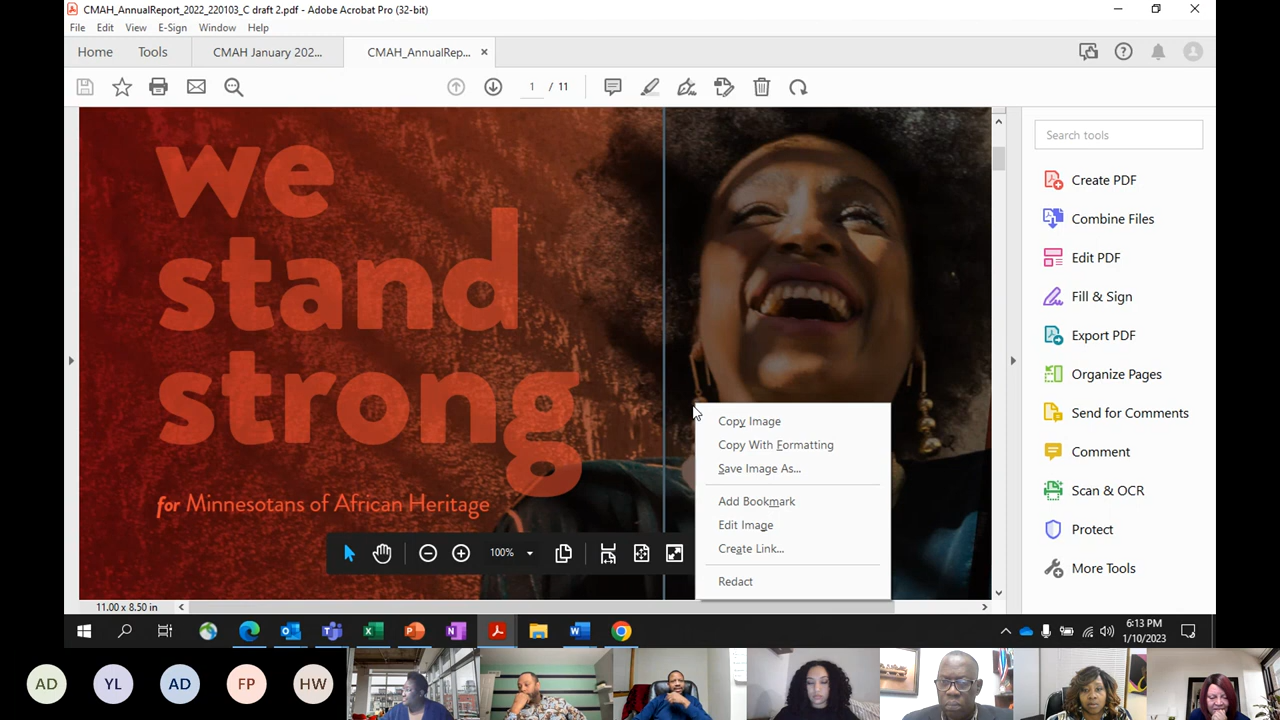 CMAH_AnnualReport_2022_220103_C draft 2.pdf - Adobe Acrobat Pro (32-bit)
File Edit View E-Sign Window Help
Home Tools CMAH January 202... CMAH_AnnualRep...
1 / 11
we
stand
strong
for Minnesotans of African Heritage
Copy Image
Copy With Formatting
Save Image As...
Add Bookmark
Edit Image
Create Link...
Redact
100%
11.00 x 8.50 in
Search tools
Create PDF
Combine Files
Edit PDF
Fill & Sign
Export PDF
Organize Pages
Send for Comments
Comment
Scan & OCR
Protect
More Tools
6:13 PM
1/10/2023
AD YL AD FP HW